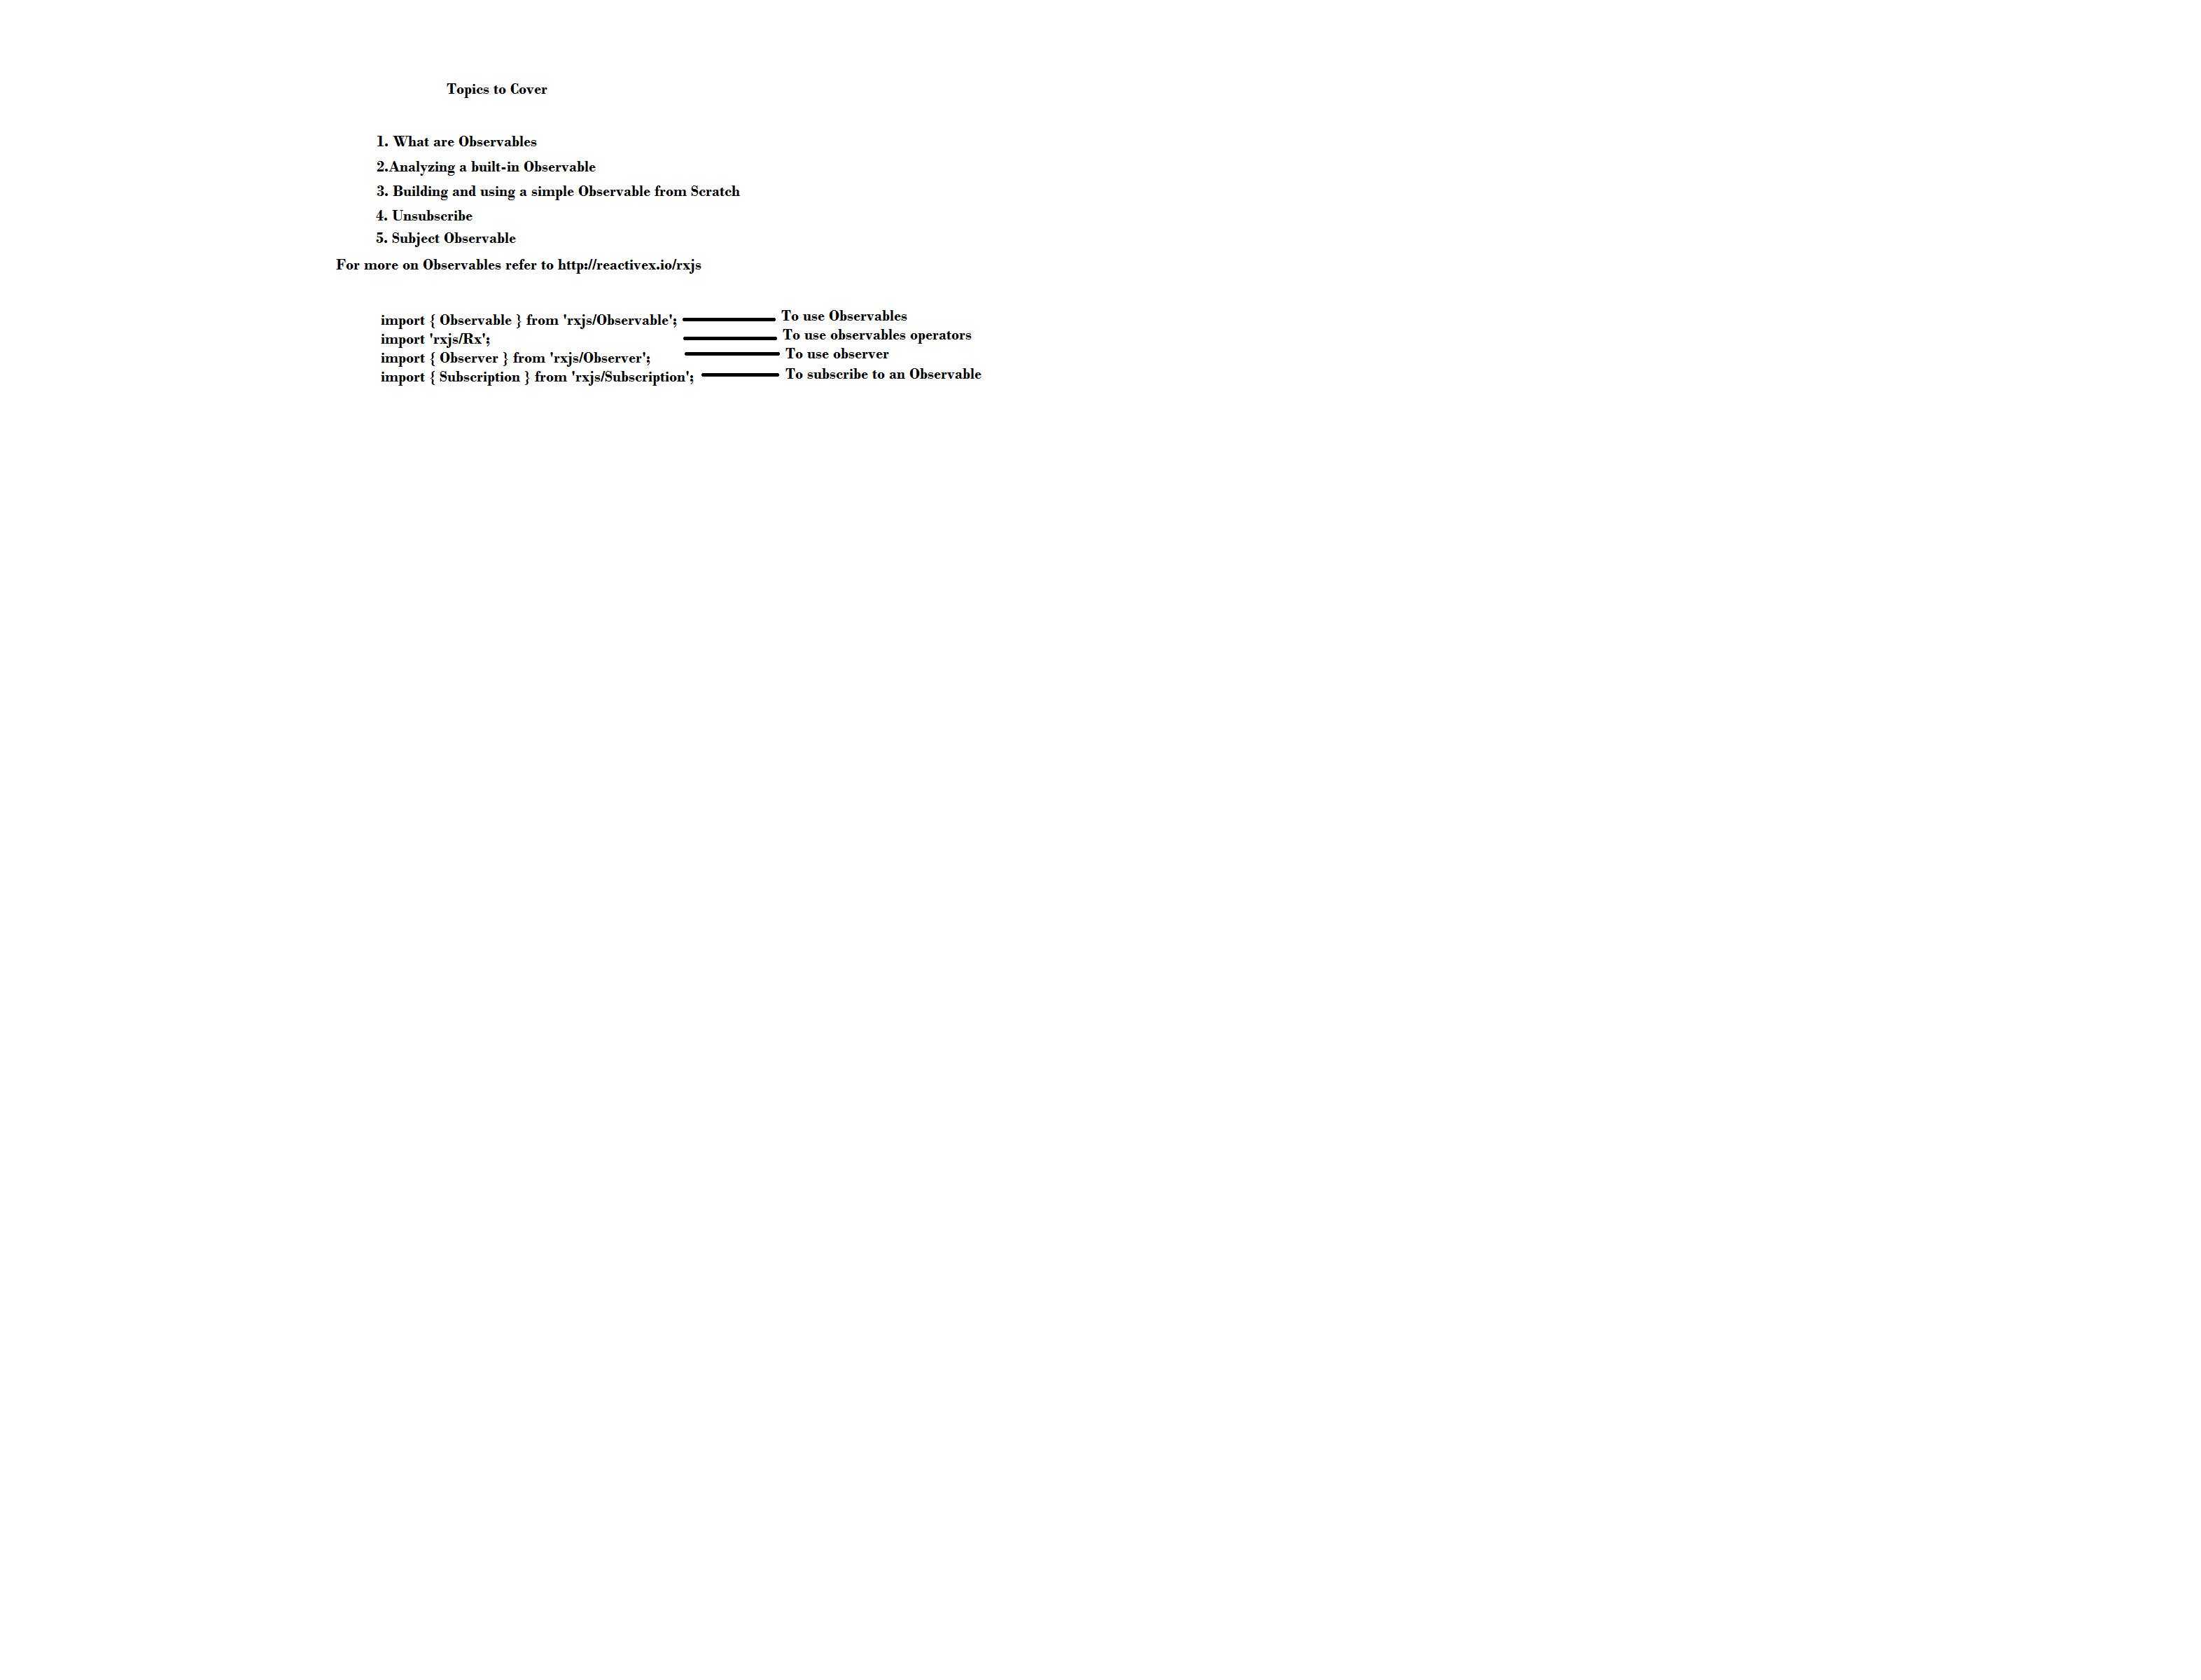 Topics to Cover
1. What are Observables
2.Analyzing a built-in Observable
3. Building and using a simple Observable from Scratch
4. Unsubscribe
5. Subject Observable
For more on Observables refer to http://reactivex.io/rxjs
import { Observable } from 'rxjs/Observable'; To use Observables
import 'rxjs/Rx'; To use observables operators
import { Observer } from 'rxjs/Observer'; To use observer
import { Subscription } from 'rxjs/Subscription'; To subscribe to an Observable